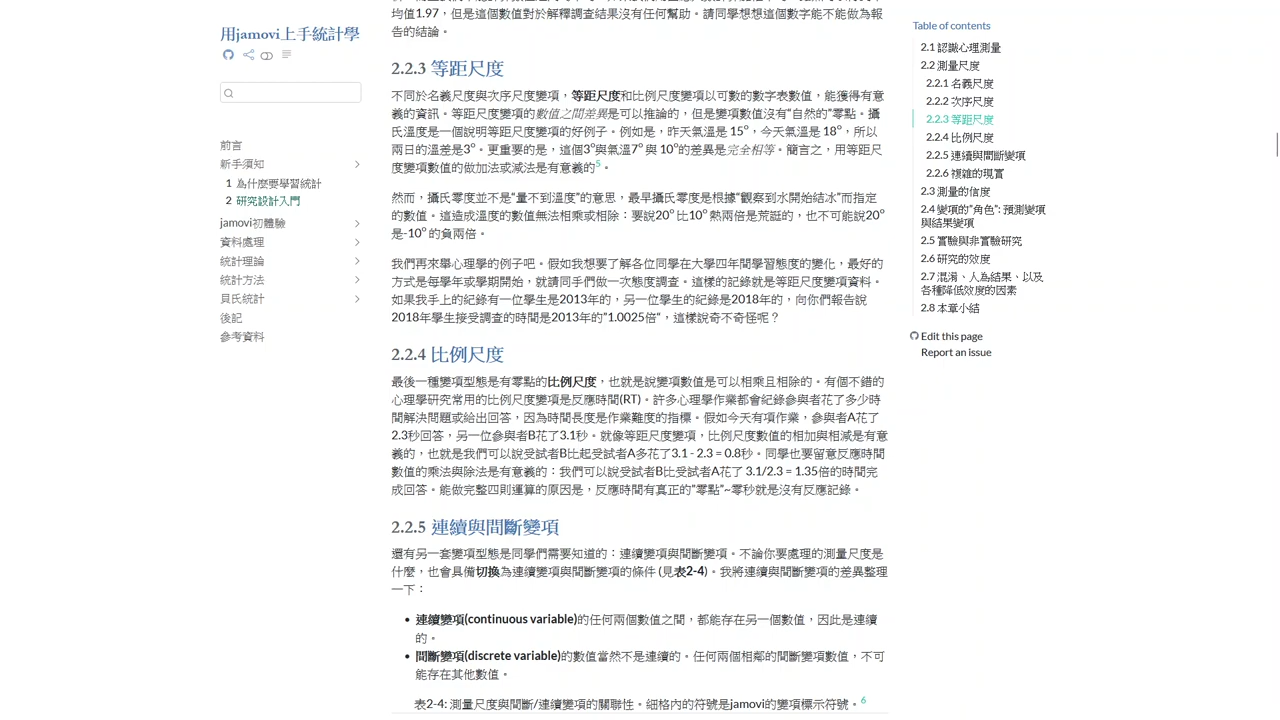 用jamovi上手統計學
前言
新手須知
1 為什麼要學習統計
2 研究設計入門
jamovi初體驗
資料處理
統計理論
統計方法
貝氏統計
後記
參考資料
均值1.97，但是這個數值對於解釋調查結果沒有任何幫助。請同學想想這個數字能不能做為報
告的結論。
2.2.3 等距尺度
不同於名義尺度與次序尺度變項，等距尺度和比例尺度變項以可數的數字表數值，能獲得有意
義的資訊。等距尺度變項的數值之間差異是可以推論的，但是變項數值沒有“自然的”零點。攝
氏溫度是一個說明等距尺度變項的好例子。例如是，昨天氣溫是 15°，今天氣溫是 18°，所以
兩日的溫差是3°。更重要的是，這個3°與氣溫7° 與 10°的差異是完全相等。簡言之，用等距尺
度變項數值的做加法或減法是有意義的5。
然而，攝氏零度並不是“量不到溫度”的意思，最早攝氏零度是根據“觀察到水開始結冰”而指定
的數值。這造成溫度的數值無法相乘或相除：要說20° 比10° 熱兩倍是荒誕的，也不可能說20°
是-10° 的負兩倍。
我們再來舉心理學的例子吧。假如我想要了解各位同學在大學四年間學習態度的變化，最好的
方式是每學年或學期開始，就請同學們做一次態度調查。這樣的記錄就是等距尺度變項資料。
如果我手上的紀錄有一位學生是2013年的，另一位學生的紀錄是2018年的，向你們報告說
2018年學生接受調查的時間是2013年的”1.0025倍“，這樣說奇不奇怪呢？
2.2.4 比例尺度
最後一種變項型態是有零點的比例尺度，也就是說變項數值是可以相乘且相除的。有個不錯的
心理學研究常用的比例尺度變項是反應時間(RT)。許多心理學作業都會紀錄參與者花了多少時
間解決問題或給出回答，因為時間長度是作業難度的指標。假如今天有項作業，參與者A花了
2.3秒回答，另一位參與者B花了3.1秒。就像等距尺度變項，比例尺度數值的相加與相減是有意
義的，也就是我們可以說受試者B比起受試者A多花了3.1 - 2.3 = 0.8秒。同學也要留意反應時間
數值的乘法與除法是有意義的：我們可以說受試者B比受試者A花了 3.1/2.3 = 1.35倍的時間完
成回答。能做完整四則運算的原因是，反應時間有真正的”零點”~零秒就是沒有反應記錄。
2.2.5 連續與間斷變項
還有另一套變項型態是同學們需要知道的：連續變項與間斷變項。不論你要處理的測量尺度是
什麼，也會具備切換為連續變項與間斷變項的條件 (見表2-4)。我將連續與間斷變項的差異整理
一下：
• 連續變項(continuous variable)的任何兩個數值之間，都能存在另一個數值，因此是連續
的。
• 間斷變項(discrete variable)的數值當然不是連續的。任何兩個相鄰的間斷變項數值，不可
能存在其他數值。
表2-4: 測量尺度與間斷/連續變項的關聯性。細格內的符號是jamovi的變項標示符號。6
Table of contents
2.1 認識心理測量
2.2 測量尺度
2.2.1 名義尺度
2.2.2 次序尺度
2.2.3 等距尺度
2.2.4 比例尺度
2.2.5 連續與間斷變項
2.2.6 複雜的現實
2.3 測量的信度
2.4 變項的“角色”: 預測變項
與結果變項
2.5 實驗與非實驗研究
2.6 研究的效度
2.7 混淆、人為結果、以及
各種降低效度的因素
2.8 本章小結
Edit this page
Report an issue